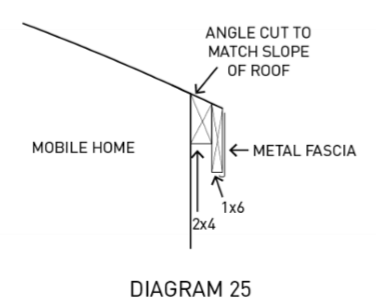 ANGLE CUT TO
MATCH SLOPE
OF ROOF
MOBILE HOME
METAL FASCIA
1x6
2x4
DIAGRAM 25